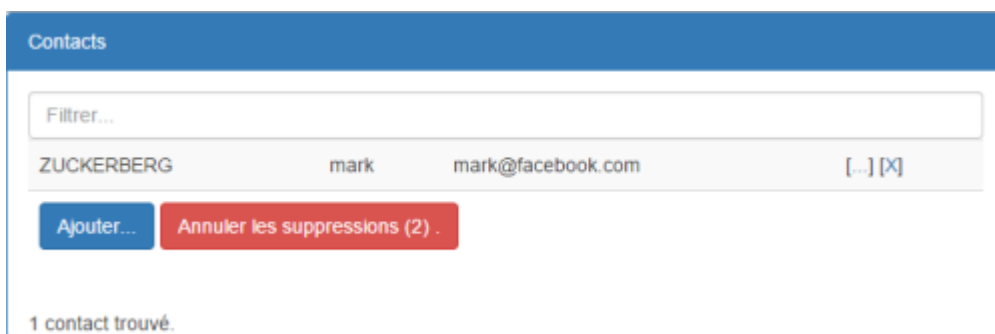 Contacts
Filtrer...
ZUCKERBERG mark mark@facebook.com [...] [X]
Ajouter... Annuler les suppressions (2) .
1 contact trouvé.